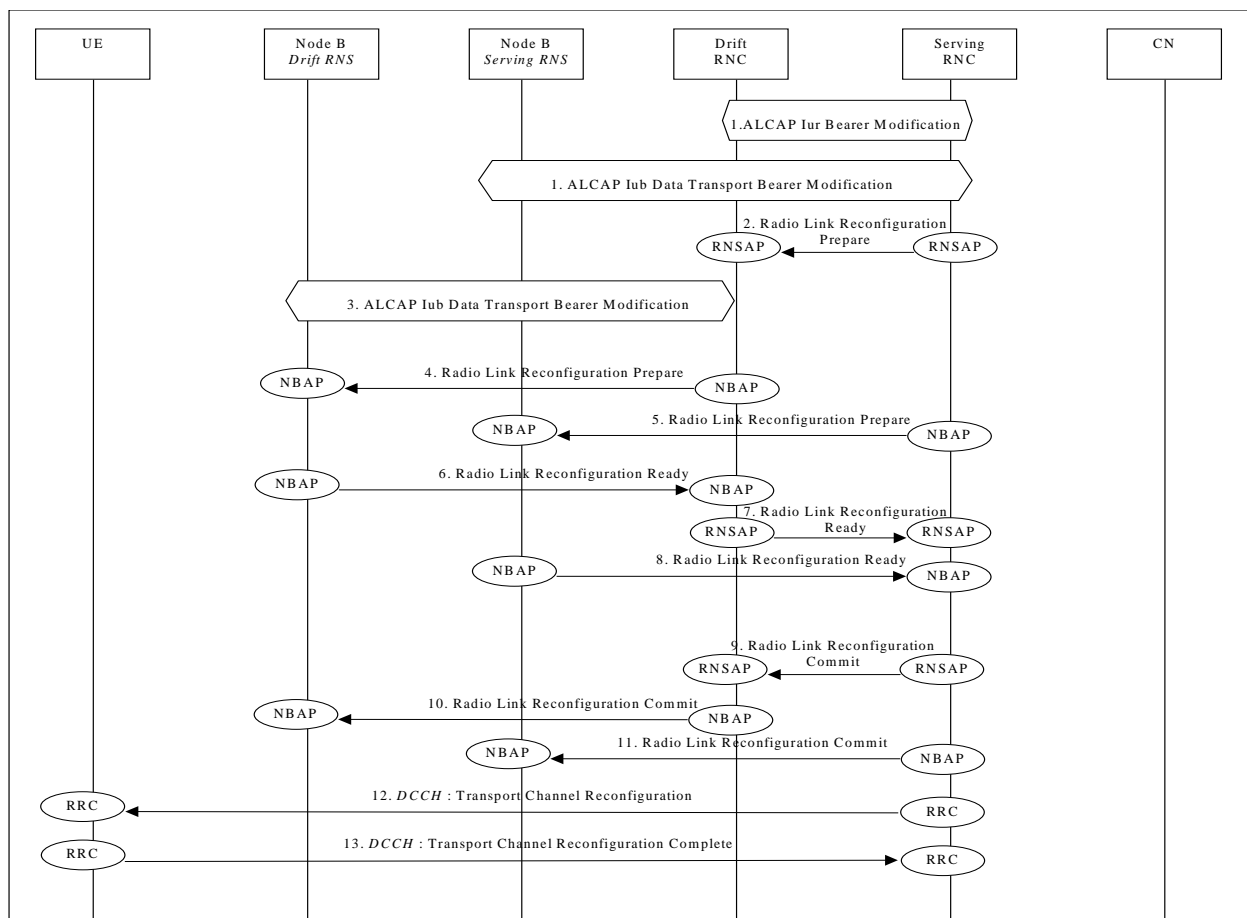 UE
Node B
Drift RNS
Node B
Serving RNS
Drift
RNC
Serving
RNC
CN
1.ALCAP Iur Bearer Modification
1. ALCAP Iub Data Transport Bearer Modification
2. Radio Link Reconfiguration
Prepare
RNSAP
RNSAP
3. ALCAP Iub Data Transport Bearer Modification
4. Radio Link Reconfiguration Prepare
NBAP
NBAP
5. Radio Link Reconfiguration Prepare
NBAP
NBAP
6. Radio Link Reconfiguration Ready
NBAP
NBAP
7. Radio Link Reconfiguration
Ready
RNSAP
RNSAP
8. Radio Link Reconfiguration Ready
NBAP
NBAP
9. Radio Link Reconfiguration
Commit
RNSAP
RNSAP
10. Radio Link Reconfiguration Commit
NBAP
NBAP
11. Radio Link Reconfiguration Commit
NBAP
NBAP
12. DCCH : Transport Channel Reconfiguration
RRC
RRC
13. DCCH : Transport Channel Reconfiguration Complete
RRC
RRC